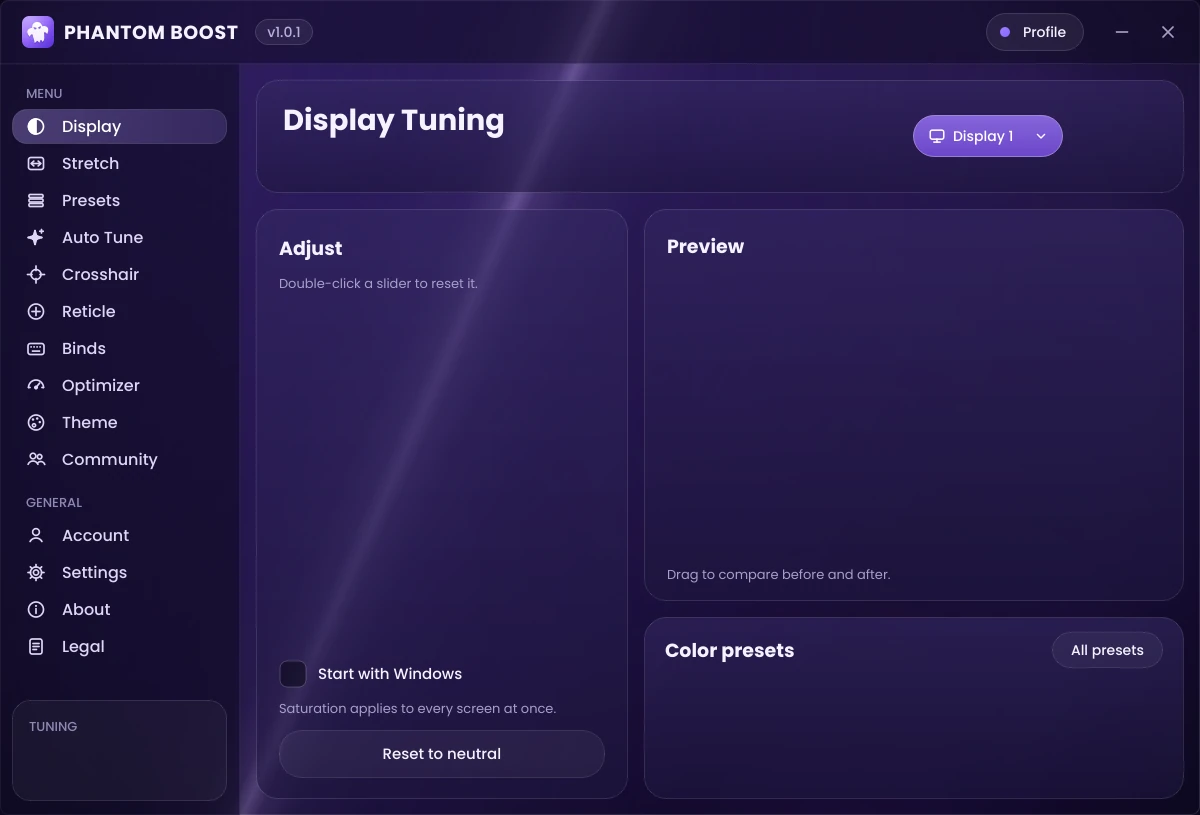 PHANTOM BOOST
v1.0.1
Profile
MENU
Display
Stretch
Presets
Auto Tune
Crosshair
Reticle
Binds
Optimizer
Theme
Community
GENERAL
Account
Settings
About
Legal
TUNING
Display Tuning
Display 1
Adjust
Double-click a slider to reset it.
Start with Windows
Saturation applies to every screen at once.
Reset to neutral
Preview
Drag to compare before and after.
Color presets
All presets